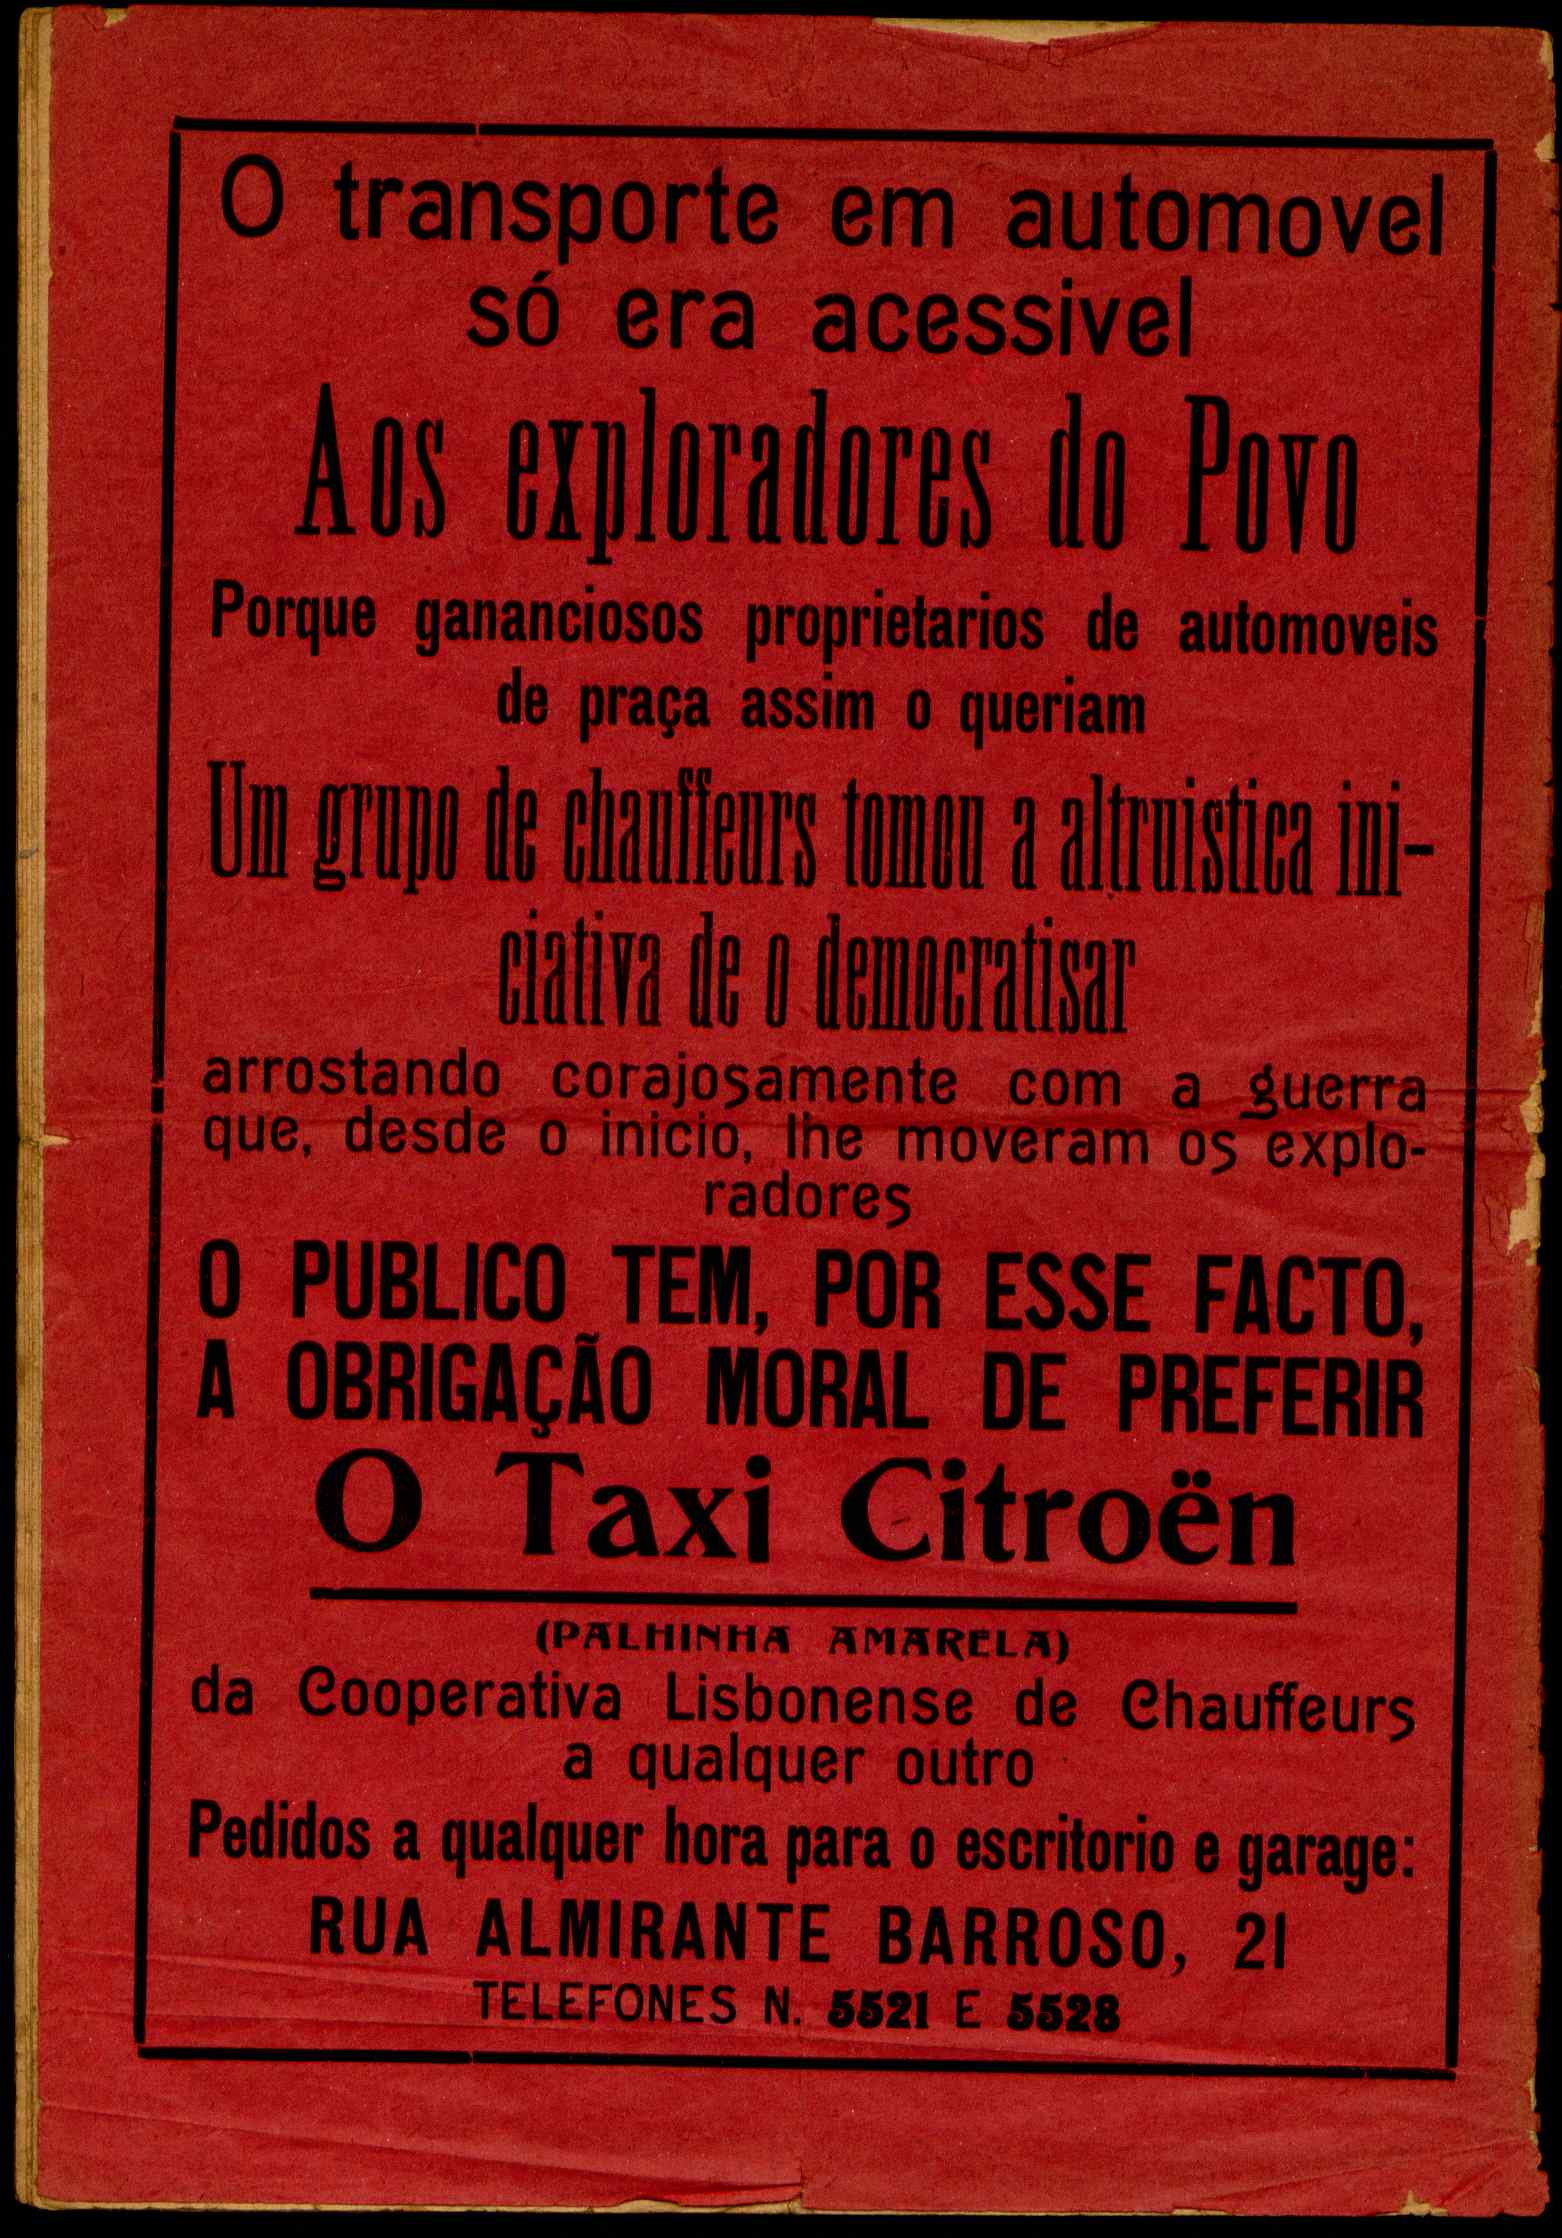 O transporte em automovel
só era acessivel
Aos exploradores do Povo
Porque gananciosos proprietarios de automoveis
de praça assim o queriam
Um grupo de chauffeurs tomou a altruistica ini-
ciativa de o democratisar
arrostando corajosamente com a guerra
que, desde o inicio, lhe moveram os explo-
radores
O PUBLICO TEM, POR ESSE FACTO,
A OBRIGAÇÃO MORAL DE PREFERIR
O Taxi Citroën
(PALHINHA AMARELA)
da Cooperativa Lisbonense de Chauffeurs
a qualquer outro
Pedidos a qualquer hora para o escritorio e garage:
RUA ALMIRANTE BARROSO, 21
TELEFONES N. 5521 E 5528